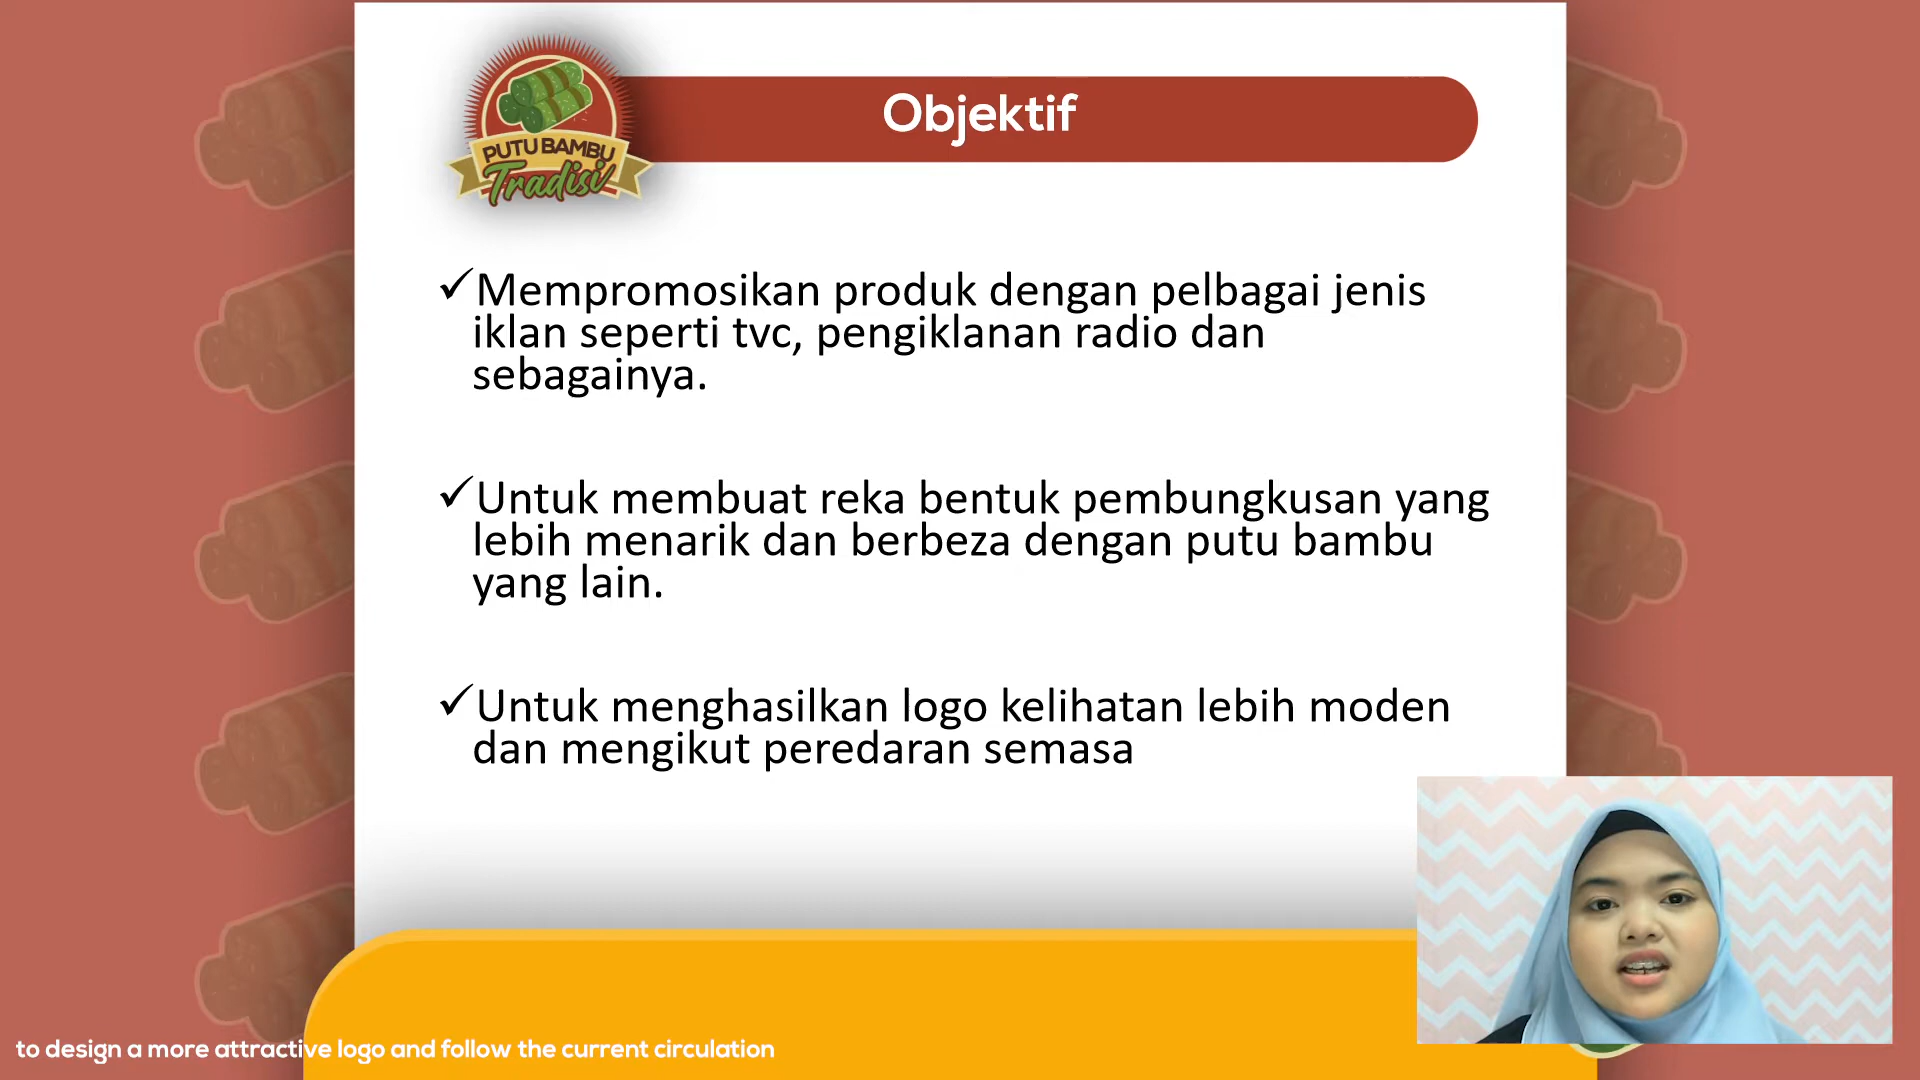 PUTU BAMBU
Tradisi
Objektif
✓Mempromosikan produk dengan pelbagai jenis
iklan seperti tvc, pengiklanan radio dan
sebagainya.
✓Untuk membuat reka bentuk pembungkusan yang
lebih menarik dan berbeza dengan putu bambu
yang lain.
✓Untuk menghasilkan logo kelihatan lebih moden
dan mengikut peredaran semasa
to design a more attractive logo and follow the current circulation